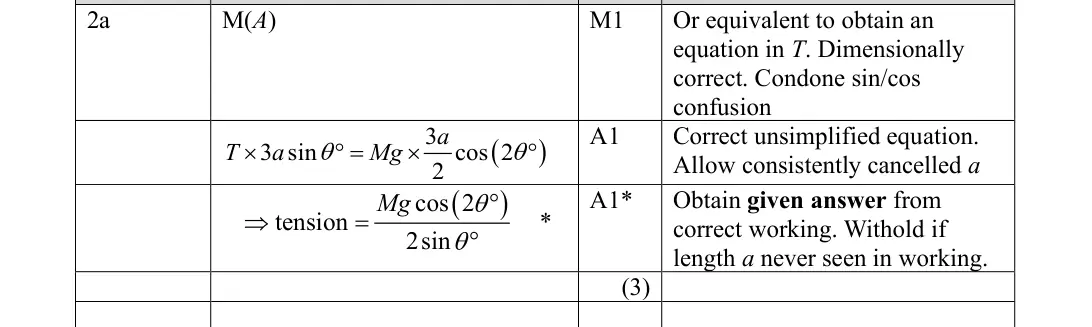 2a M(A) M1 Or equivalent to obtain an
equation in T. Dimensionally
correct. Condone sin/cos
confusion
T × 3a sin θ° = Mg × 3a/2 cos(2θ°) A1 Correct unsimplified equation.
Allow consistently cancelled a
⇒ tension = Mg cos(2θ°)/2 sin θ° * A1* Obtain given answer from
correct working. Withold if
length a never seen in working.
(3)